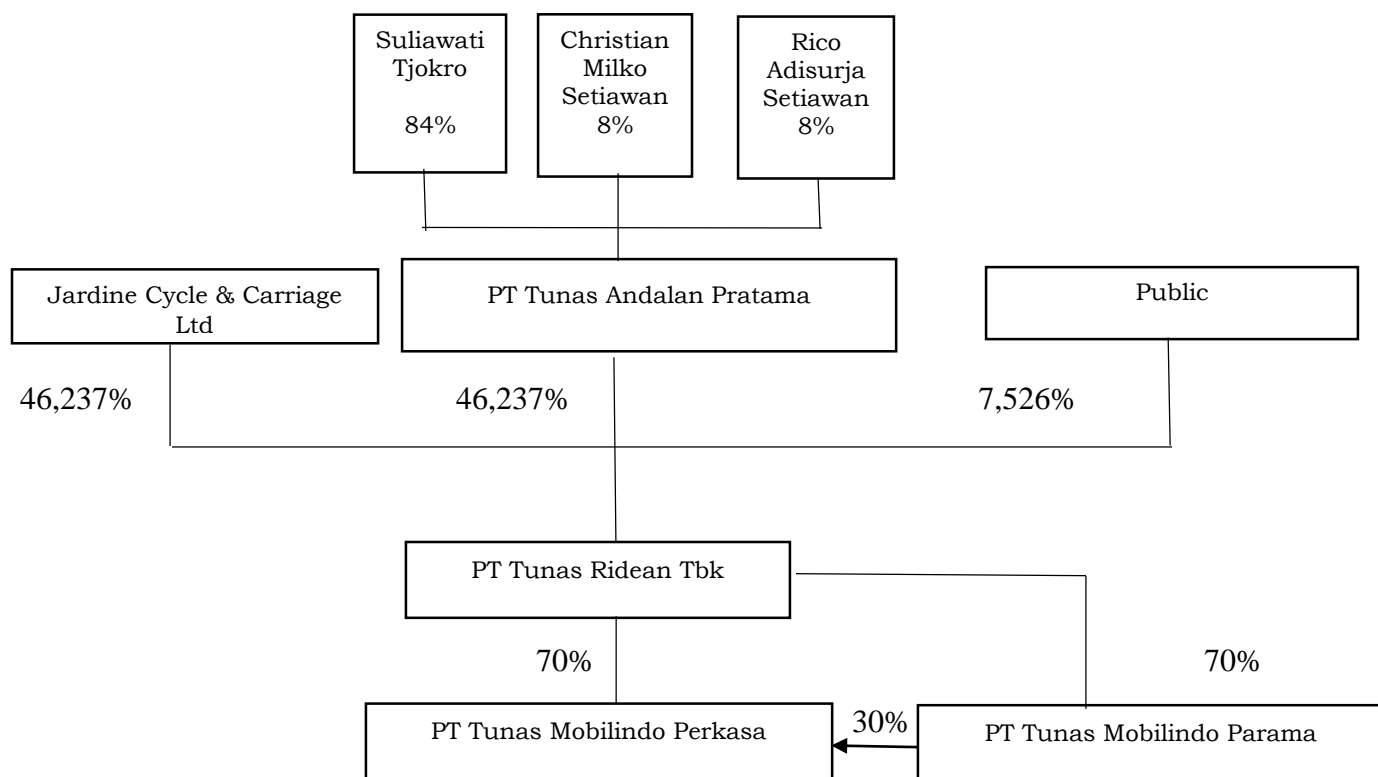 Suliawati
Tjokro
84%
Christian
Milko
Setiawan
8%
Rico
Adisurja
Setiawan
8%
Jardine Cycle & Carriage
Ltd
PT Tunas Andalan Pratama
Public
46,237%
46,237%
7,526%
PT Tunas Ridean Tbk
70%
70%
PT Tunas Mobilindo Perkasa
30%
PT Tunas Mobilindo Parama